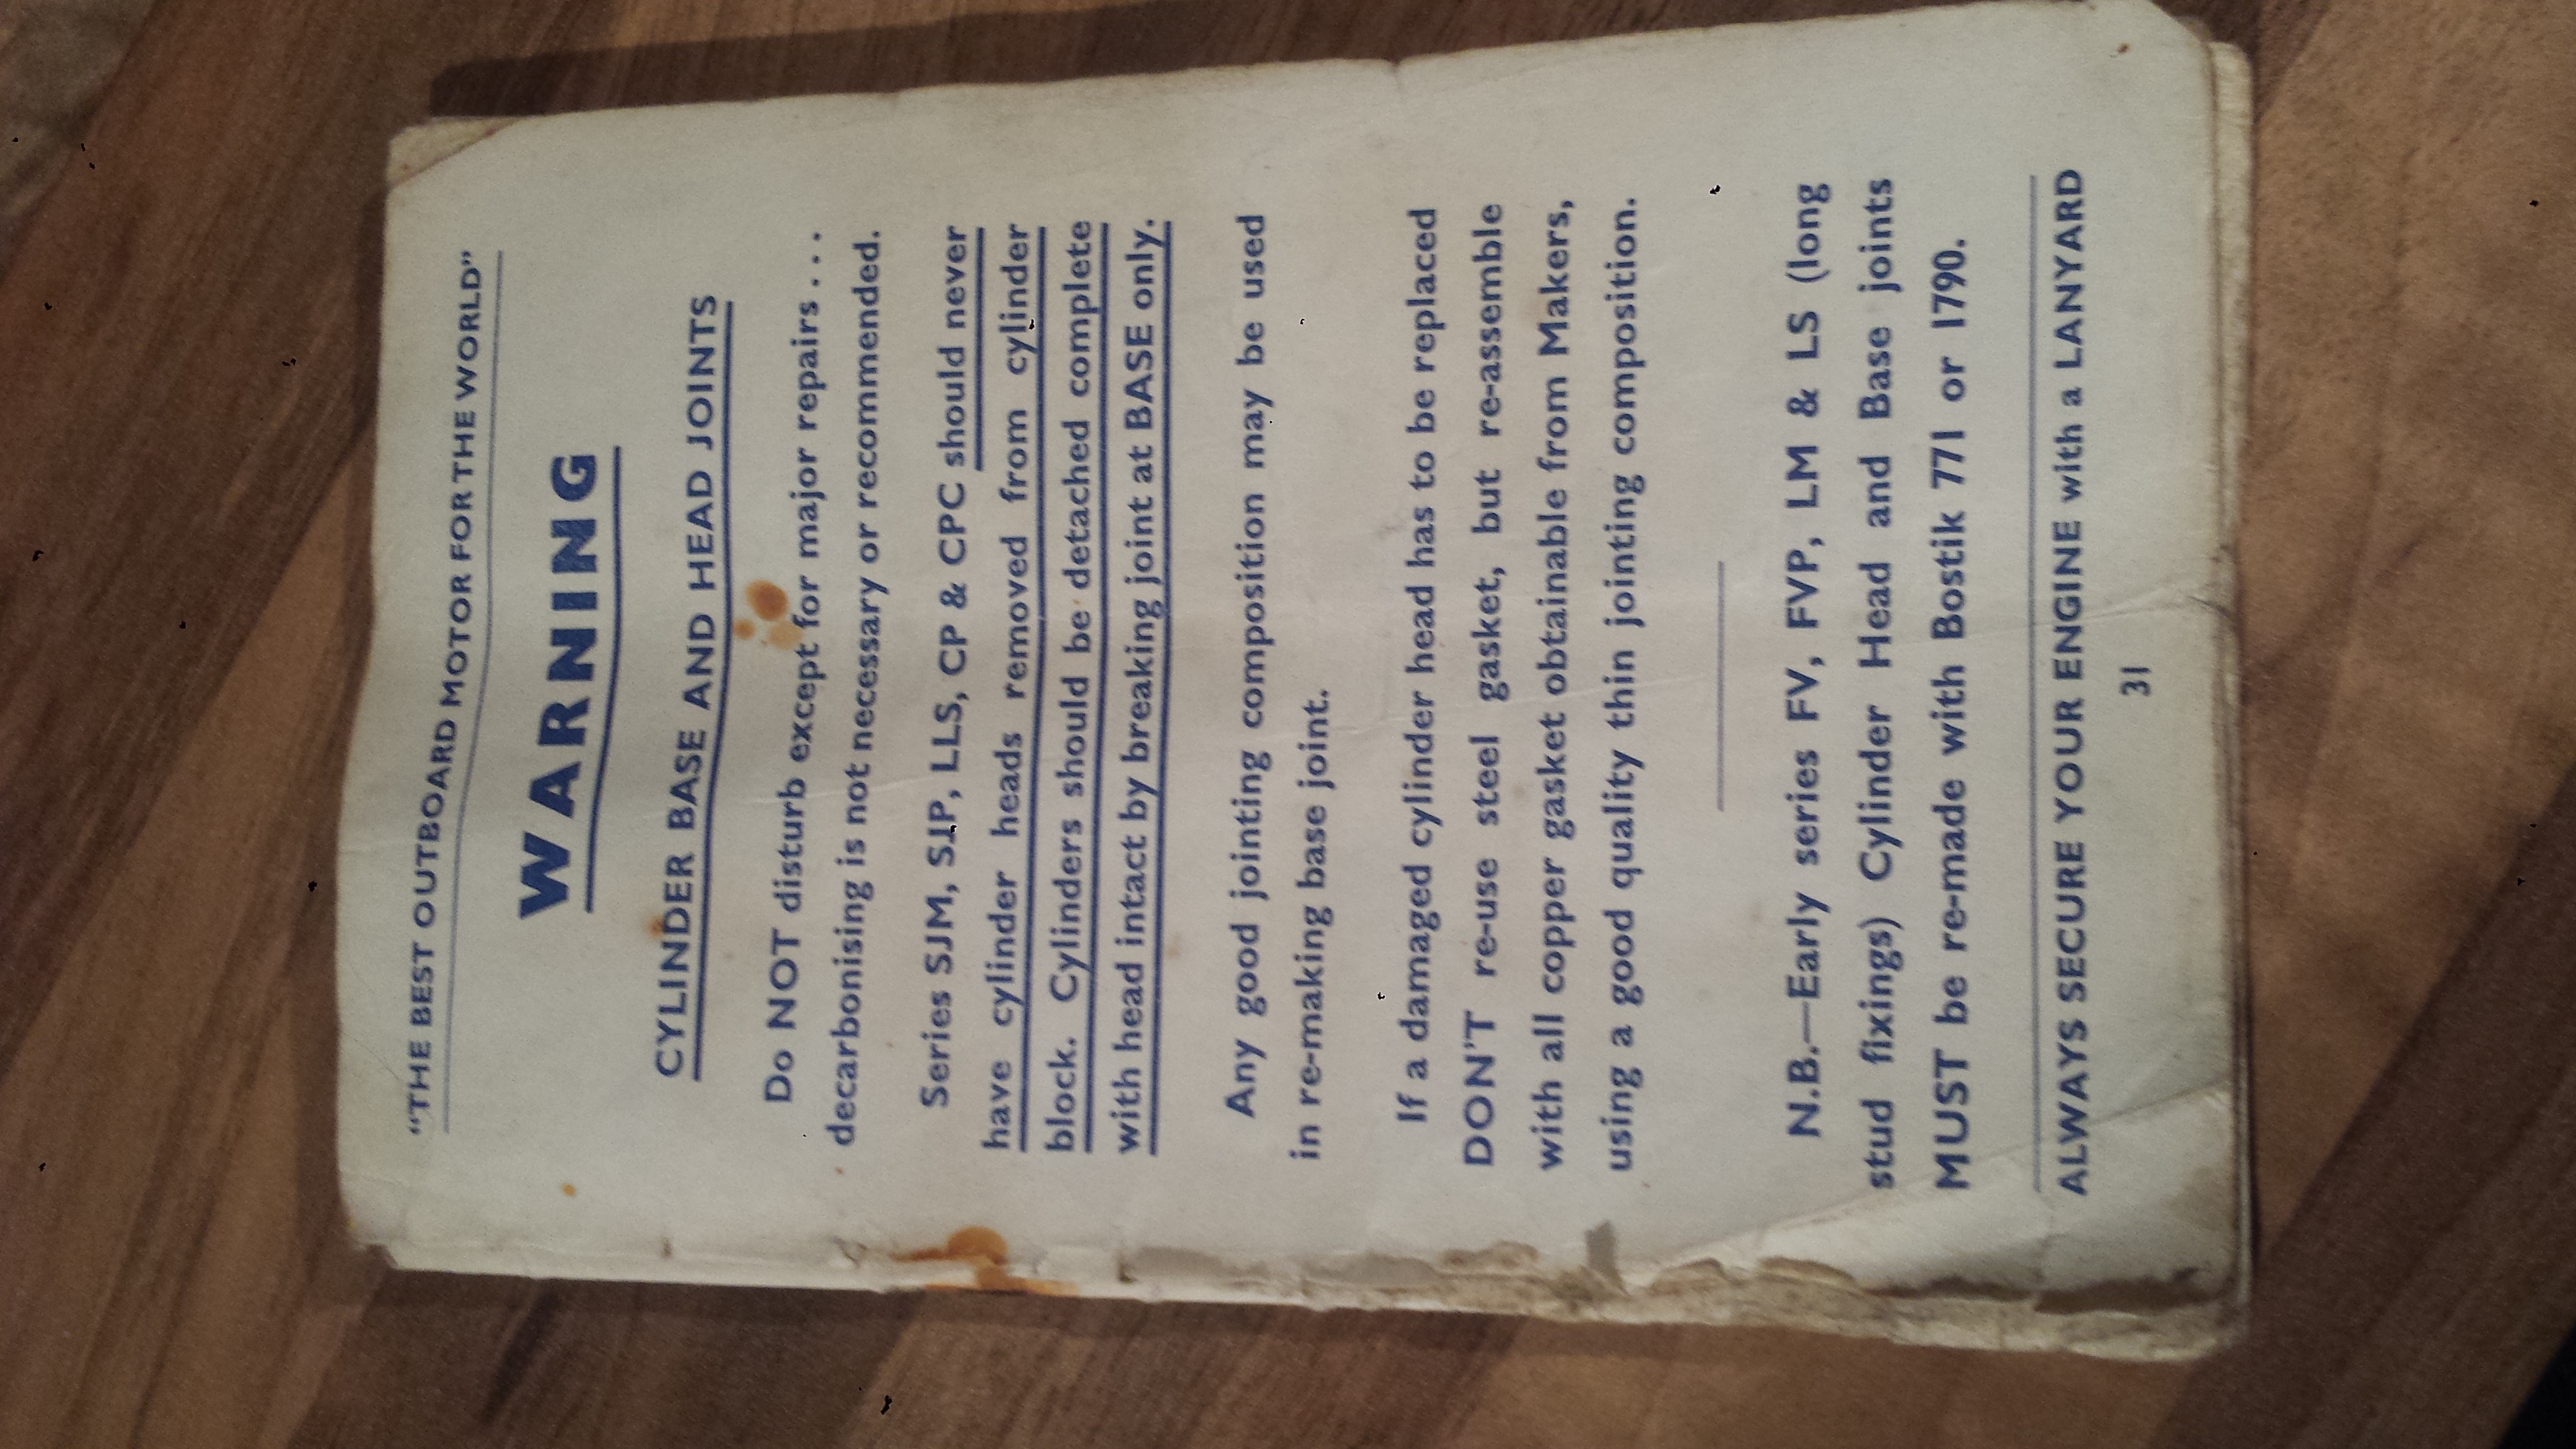 “THE BEST OUTBOARD MOTOR FOR THE WORLD”
WARNING
CYLINDER BASE AND HEAD JOINTS
Do NOT disturb except for major repairs . . .
decarbonising is not necessary or recommended.
Series SJM, SJP, LLS, CP & CPC should never
have cylinder heads removed from cylinder
block. Cylinders should be detached complete
with head intact by breaking joint at BASE only.
Any good jointing composition may be used
in re-making base joint.
If a damaged cylinder head has to be replaced
DON'T re-use steel gasket, but re-assemble
with all copper gasket obtainable from Makers,
using a good quality thin jointing composition.
N.B.—Early series FV, FVP, LM & LS (long
stud fixings) Cylinder Head and Base joints
MUST be re-made with Bostik 771 or 1790.
ALWAYS SECURE YOUR ENGINE with a LANYARD
31